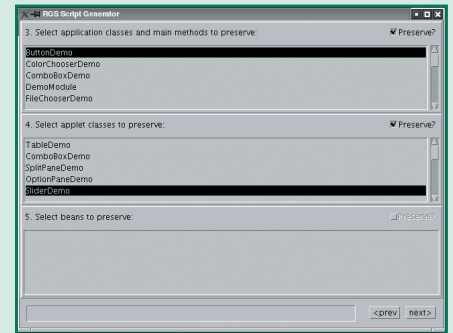 RGS Script Generator
3. Select application classes and main methods to preserve: Preserve?
ButtonDemo
ColorChooserDemo
ComboBoxDemo
DemoModule
FileChooserDemo
4. Select applet classes to preserve: Preserve?
TableDemo
ComboBoxDemo
SplitPaneDemo
OptionPaneDemo
SliderDemo
5. Select beans to preserve: Preserve?
<prev next>